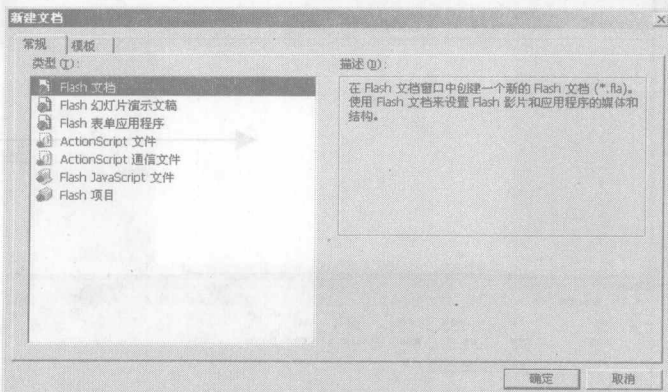 新建文档
常规 模板
类型(T):
Flash 文档
Flash 幻灯片演示文稿
Flash 表单应用程序
ActionScript 文件
ActionScript 通信文件
Flash JavaScript 文件
Flash 项目
描述(D):
在 Flash 文档窗口中创建一个新的 Flash 文档 (*.fla)。
使用 Flash 文档来设置 Flash 影片和应用程序的媒体和
结构。
确定 取消